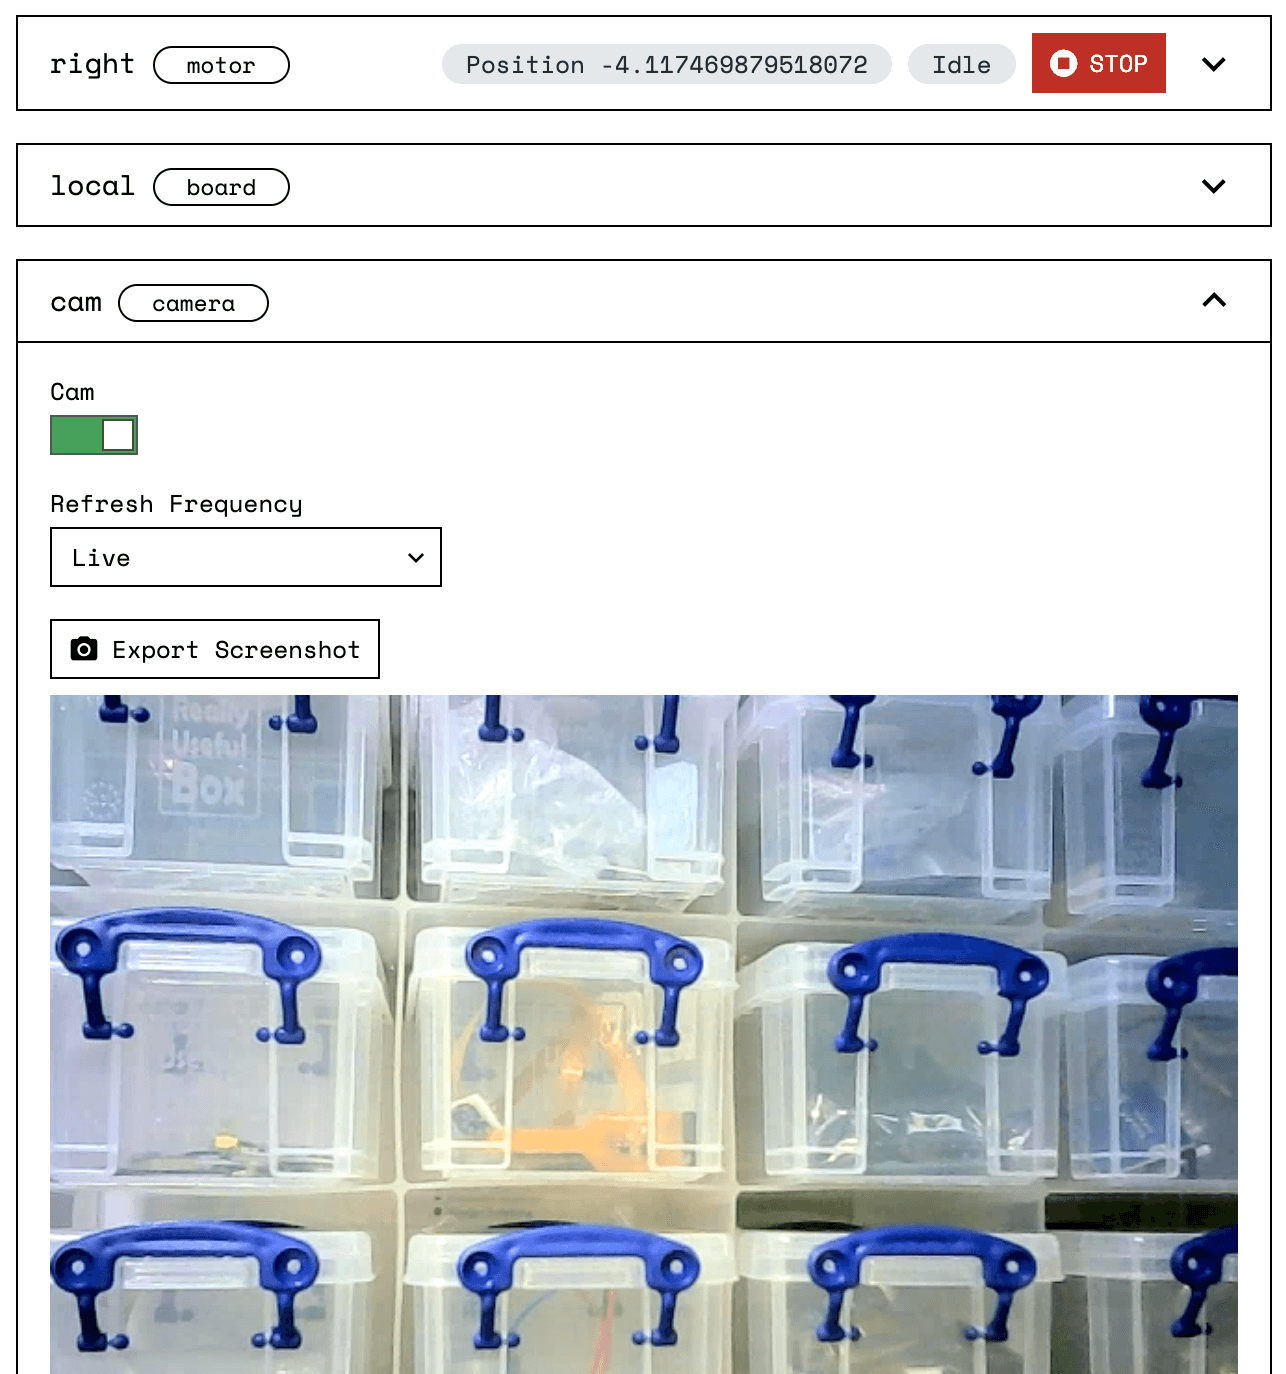 right motor Position -4.117469879518072 Idle STOP
local board
cam camera
Cam
Refresh Frequency
Live
Export Screenshot
Really
Useful
Box